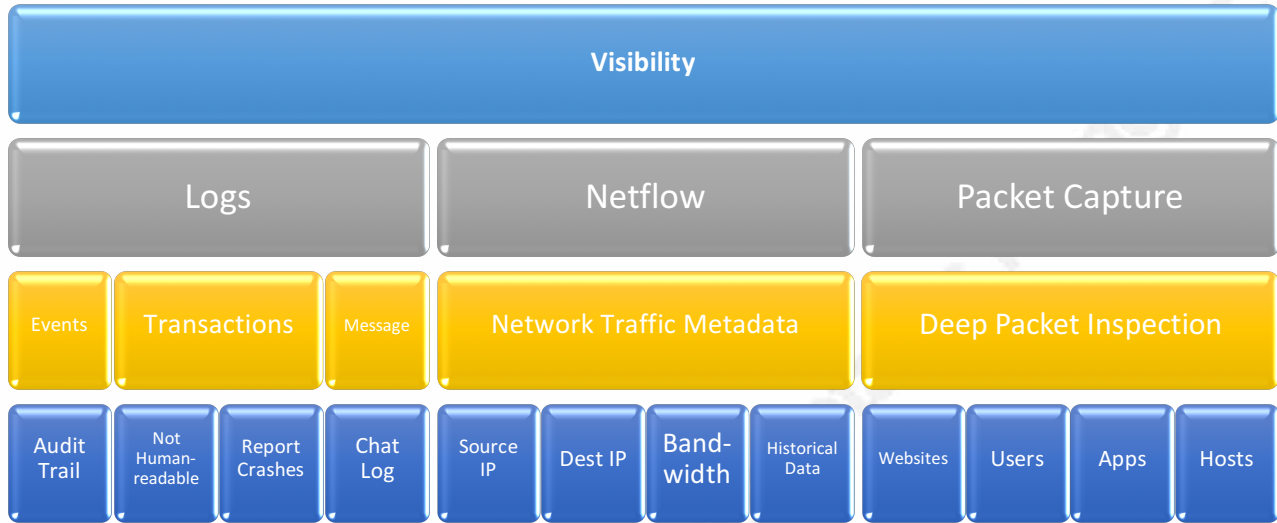 Visibility
Logs
Netflow
Packet Capture
Events
Transactions
Message
Network Traffic Metadata
Deep Packet Inspection
Audit
Trail
Not
Human-
readable
Report
Crashes
Chat
Log
Source
IP
Dest IP
Band-
width
Historical
Data
Websites
Users
Apps
Hosts